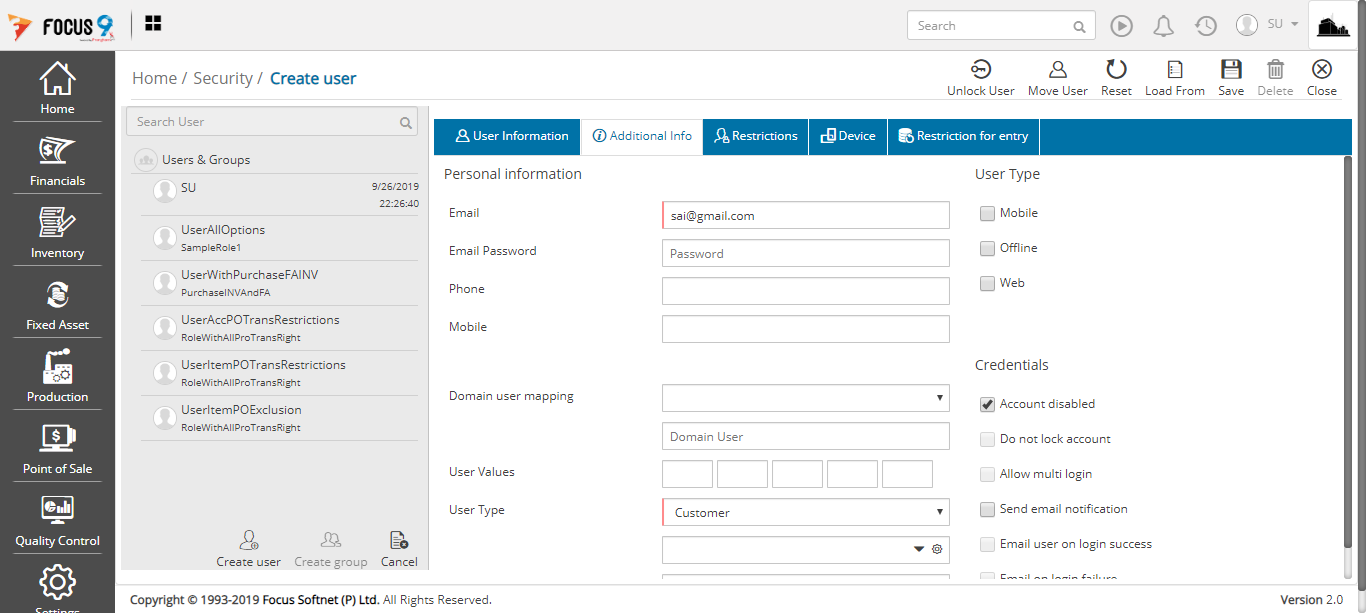 FOCUS 9
Search
SU
Home
Financials
Inventory
Fixed Asset
Production
Point of Sale
Quality Control
Settings
Home / Security / Create user
Unlock User
Move User
Reset
Load From
Save
Delete
Close
Search User
Users & Groups
SU
9/26/2019
22:26:40
UserAllOptions
SampleRole1
UserWithPurchaseFAINV
PurchaseINVAndFA
UserAccPOTransRestrictions
RoleWithAllProTransRight
UserItemPOTransRestrictions
RoleWithAllProTransRight
UserItemPOExclusion
RoleWithAllProTransRight
Create user
Create group
Cancel
User Information
Additional Info
Restrictions
Device
Restriction for entry
Personal information
Email
sai@gmail.com
Email Password
Password
Phone
Mobile
Domain user mapping
Domain User
User Values
User Type
Customer
User Type
Mobile
Offline
Web
Credentials
Account disabled
Do not lock account
Allow multi login
Send email notification
Email user on login success
Email on login failure
Copyright © 1993-2019 Focus Softnet (P) Ltd. All Rights Reserved.
Version 2.0